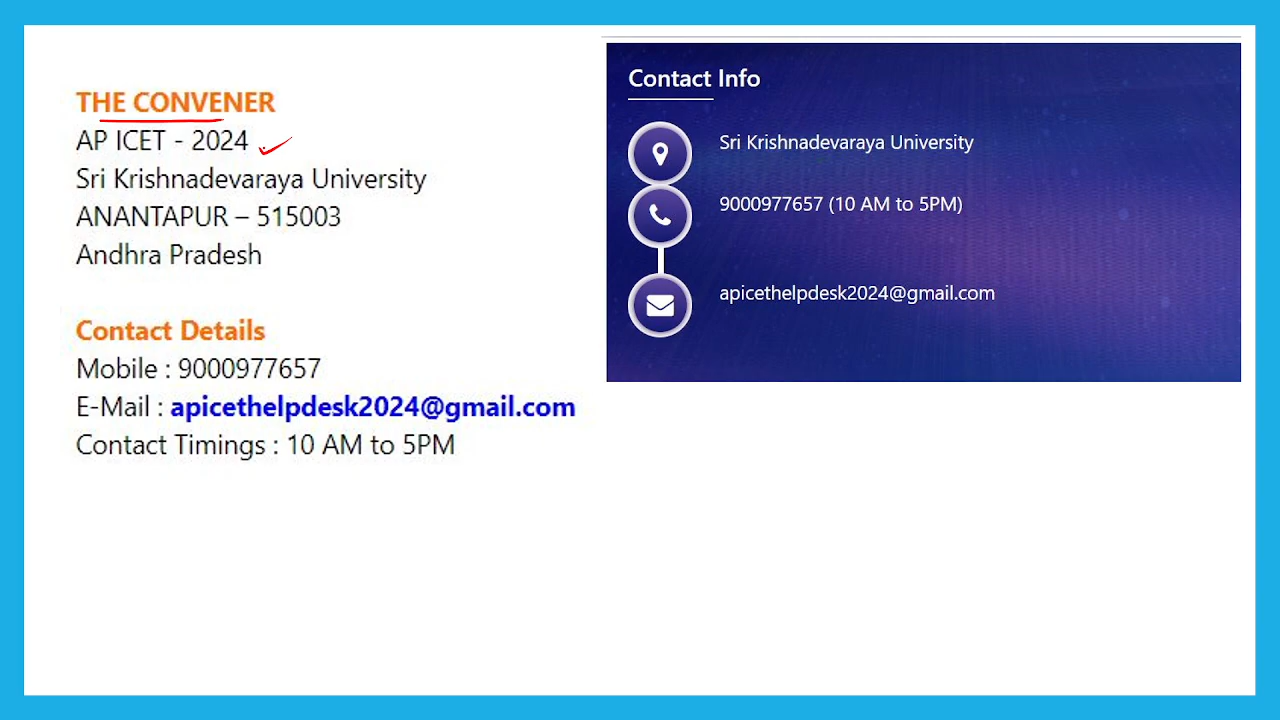 THE CONVENER
AP ICET - 2024
Sri Krishnadevaraya University
ANANTAPUR – 515003
Andhra Pradesh
Contact Details
Mobile : 9000977657
E-Mail : apicethelpdesk2024@gmail.com
Contact Timings : 10 AM to 5PM
Contact Info
Sri Krishnadevaraya University
9000977657 (10 AM to 5PM)
apicethelpdesk2024@gmail.com